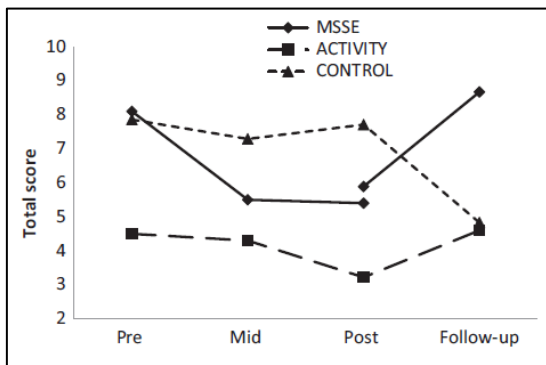 MSSE
ACTIVITY
CONTROL
10
9
8
7
6
5
4
3
2
Total score
Pre Mid Post Follow-up